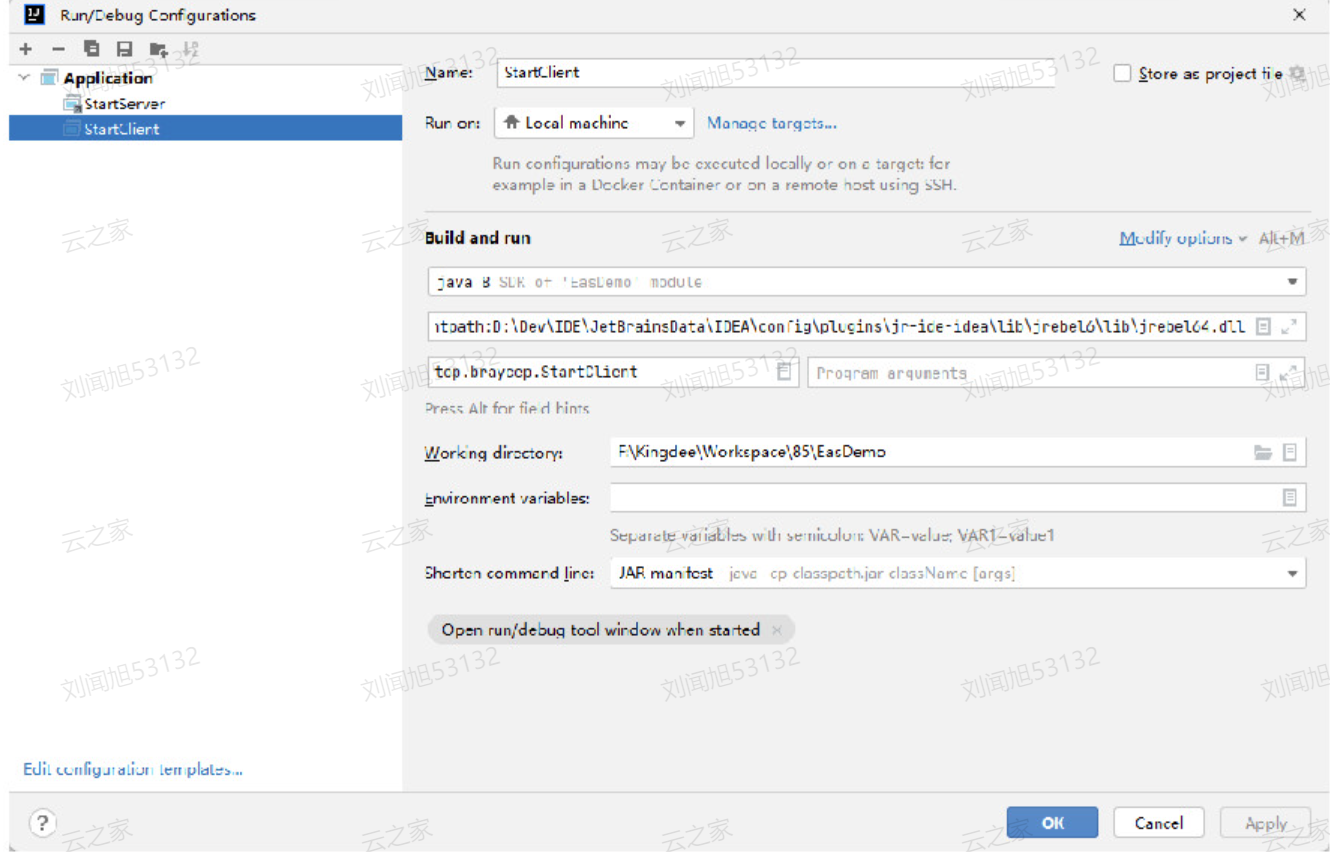 Run/Debug Configurations
Application
StartServer
StartClient
Name: StartClient
Store as project file
Run on: Local machine Manage targets...
Run configurations may be executed locally or on a target: for
example in a Docker Container or on a remote host using SSH.
Build and run
Modify options Alt+M
java 8 SDK of 'EasDemo' module
ntpath:D:\Dev\IDE\JetBrainsData\IDEA\config\plugins\jr-ide-idea\lib\jrebel6\lib\jrebel64.dll
StartClient Program arguments
Press Alt for field hints
Working directory: F:\Kingdee\Workspace\85\EasDemo
Environment variables:
Separate variables with semicolon: VAR=value; VAR1=value1
Shorten command line: JAR manifest java -cp classpath.jar className [args]
Open run/debug tool window when started ×
Edit configuration templates...
? OK Cancel Apply
刘闻旭53132
云之家